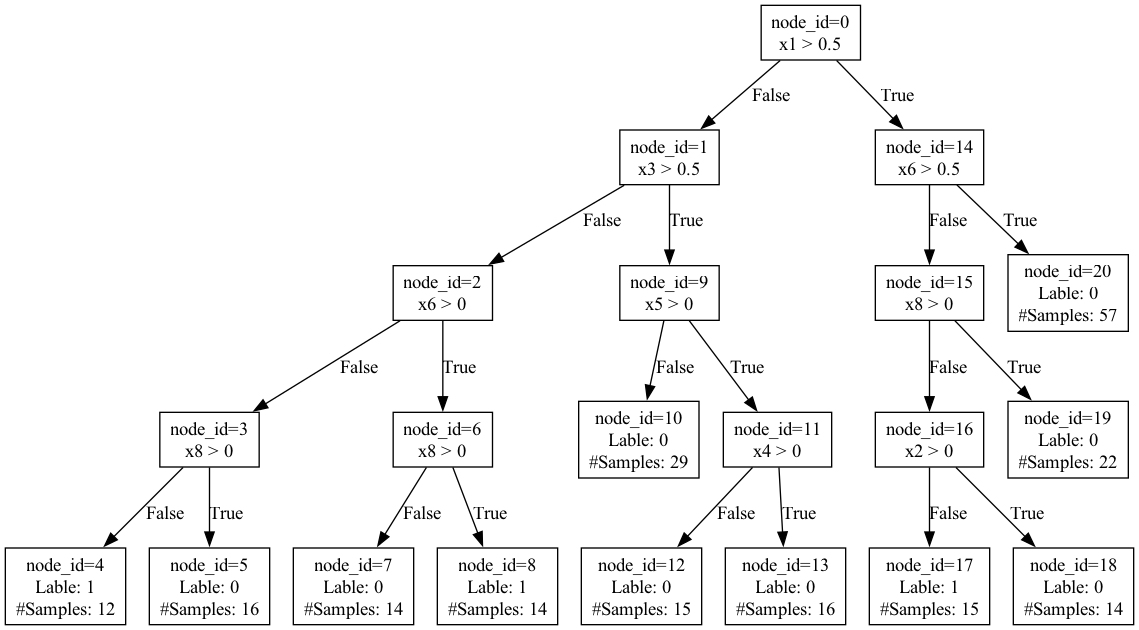 node_id=0
x1 > 0.5
False
True
node_id=1
x3 > 0.5
node_id=14
x6 > 0.5
False
True
False
True
node_id=2
x6 > 0
node_id=9
x5 > 0
node_id=15
x8 > 0
node_id=20
Lable: 0
#Samples: 57
False
True
False
True
False
True
node_id=3
x8 > 0
node_id=6
x8 > 0
node_id=10
Lable: 0
#Samples: 29
node_id=11
x4 > 0
node_id=16
x2 > 0
node_id=19
Lable: 0
#Samples: 22
False
True
False
True
False
True
False
True
node_id=4
Lable: 1
#Samples: 12
node_id=5
Lable: 0
#Samples: 16
node_id=7
Lable: 0
#Samples: 14
node_id=8
Lable: 1
#Samples: 14
node_id=12
Lable: 0
#Samples: 15
node_id=13
Lable: 0
#Samples: 16
node_id=17
Lable: 1
#Samples: 15
node_id=18
Lable: 0
#Samples: 14